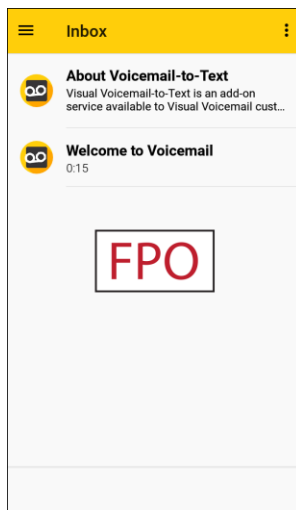 Inbox
About Voicemail-to-Text
Visual Voicemail-to-Text is an add-on
service available to Visual Voicemail cust...
Welcome to Voicemail
0:15
FPO